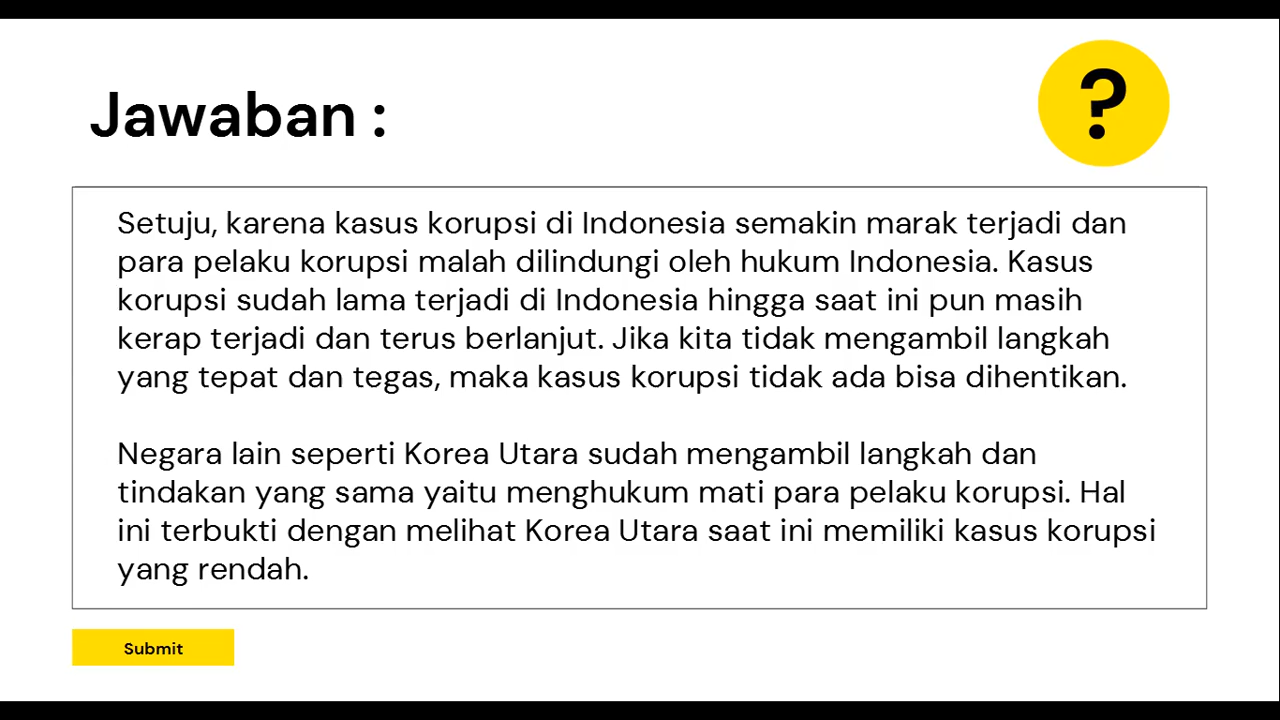 Jawaban :
?
Setuju, karena kasus korupsi di Indonesia semakin marak terjadi dan
para pelaku korupsi malah dilindungi oleh hukum Indonesia. Kasus
korupsi sudah lama terjadi di Indonesia hingga saat ini pun masih
kerap terjadi dan terus berlanjut. Jika kita tidak mengambil langkah
yang tepat dan tegas, maka kasus korupsi tidak ada bisa dihentikan.
Negara lain seperti Korea Utara sudah mengambil langkah dan
tindakan yang sama yaitu menghukum mati para pelaku korupsi. Hal
ini terbukti dengan melihat Korea Utara saat ini memiliki kasus korupsi
yang rendah.
Submit